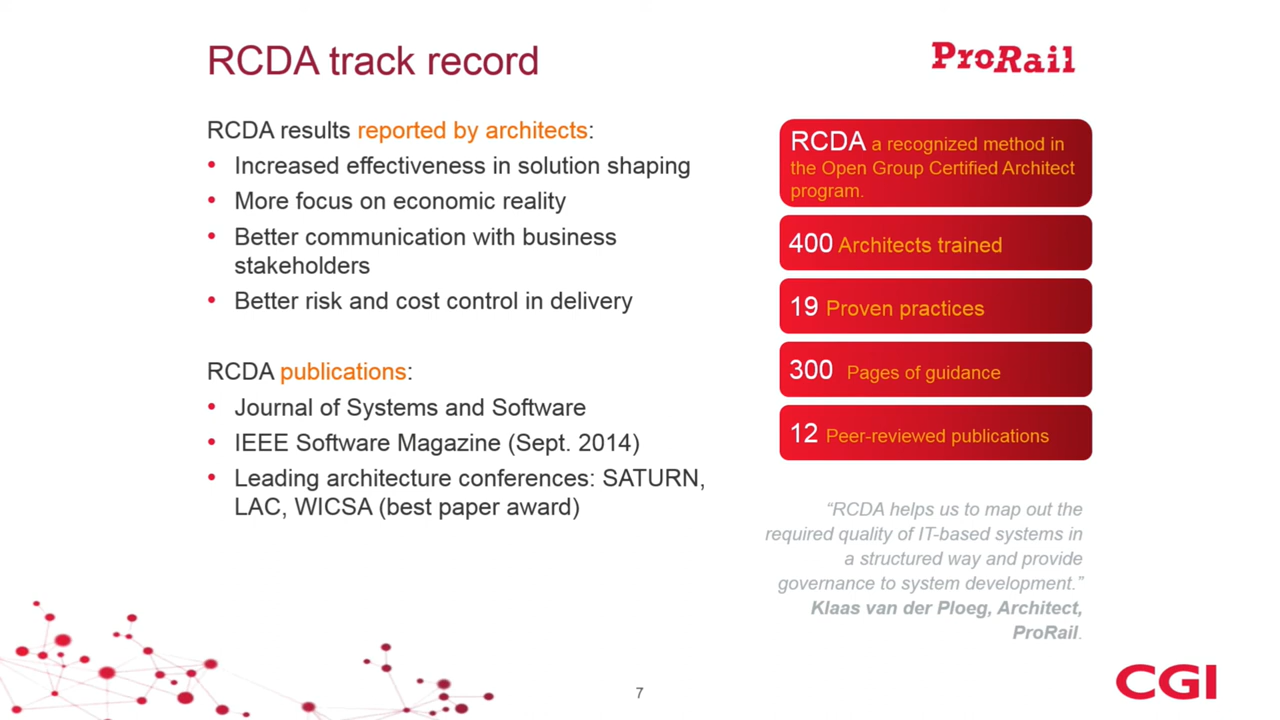 RCDA track record
ProRail
RCDA results reported by architects:
• Increased effectiveness in solution shaping
• More focus on economic reality
• Better communication with business
stakeholders
• Better risk and cost control in delivery
RCDA publications:
• Journal of Systems and Software
• IEEE Software Magazine (Sept. 2014)
• Leading architecture conferences: SATURN,
LAC, WICSA (best paper award)
RCDA a recognized method in
the Open Group Certified Architect
program.
400 Architects trained
19 Proven practices
300 Pages of guidance
12 Peer-reviewed publications
“RCDA helps us to map out the
required quality of IT-based systems in
a structured way and provide
governance to system development.”
Klaas van der Ploeg, Architect,
ProRail.
7
CGI